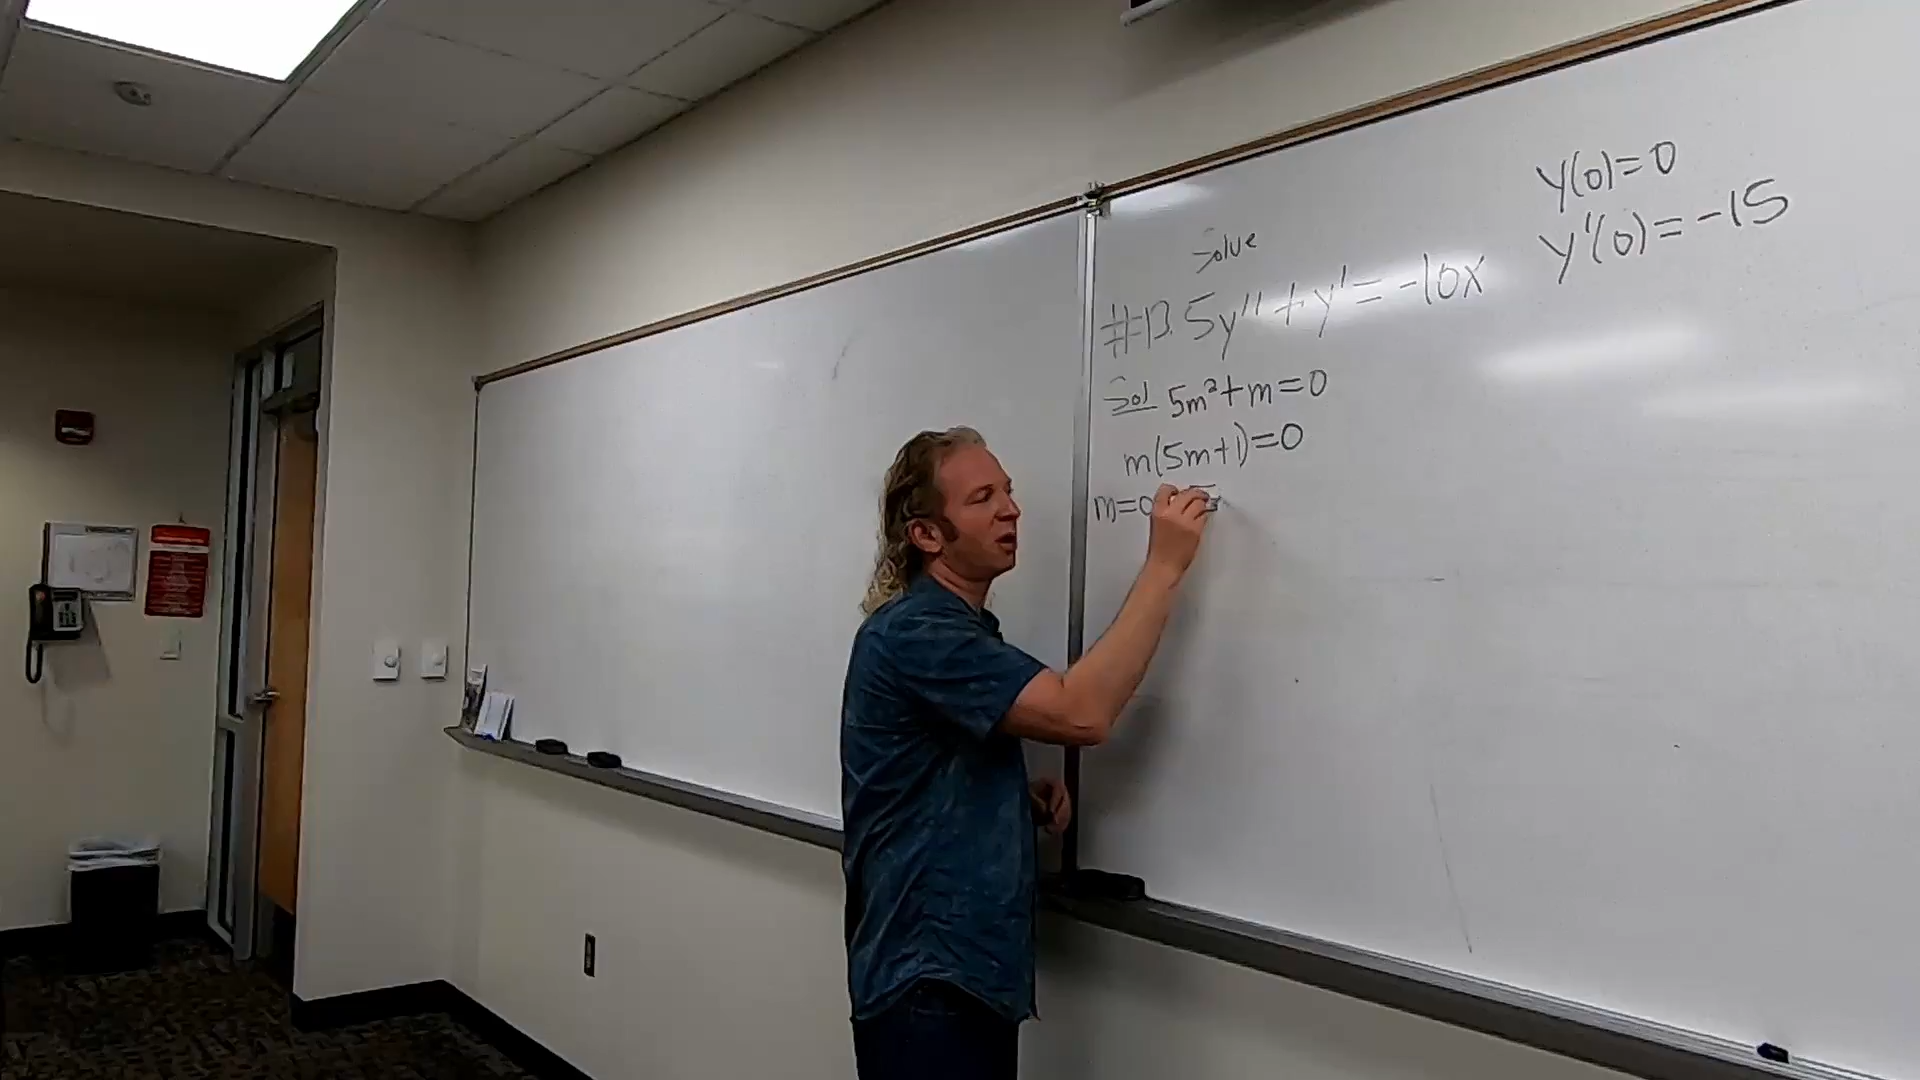 Solve
#13. 5y'' + y' = -10x
y(0)=0
y'(0)=-15
Sol 5m²+m=0
m(5m+1)=0
m=0